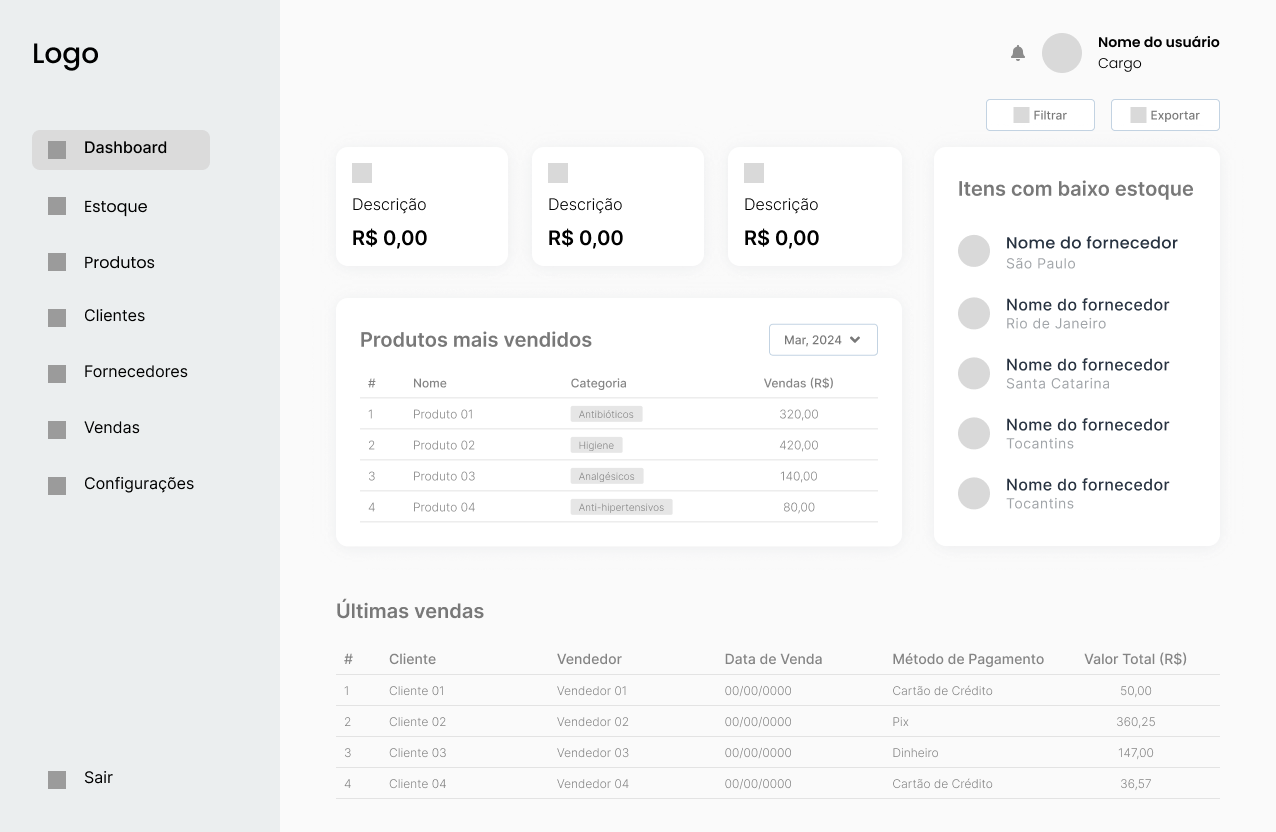 Logo
Dashboard
Estoque
Produtos
Clientes
Fornecedores
Vendas
Configurações
Sair
Nome do usuário
Cargo
Filtrar
Exportar
Descrição
R$ 0,00
Descrição
R$ 0,00
Descrição
R$ 0,00
Produtos mais vendidos
Mar, 2024
# Nome Categoria Vendas (R$)
1 Produto 01 Antibióticos 320,00
2 Produto 02 Higiene 420,00
3 Produto 03 Analgésicos 140,00
4 Produto 04 Anti-hipertensivos 80,00
Itens com baixo estoque
Nome do fornecedor
São Paulo
Nome do fornecedor
Rio de Janeiro
Nome do fornecedor
Santa Catarina
Nome do fornecedor
Tocantins
Nome do fornecedor
Tocantins
Últimas vendas
# Cliente Vendedor Data de Venda Método de Pagamento Valor Total (R$)
1 Cliente 01 Vendedor 01 00/00/0000 Cartão de Crédito 50,00
2 Cliente 02 Vendedor 02 00/00/0000 Pix 360,25
3 Cliente 03 Vendedor 03 00/00/0000 Dinheiro 147,00
4 Cliente 04 Vendedor 04 00/00/0000 Cartão de Crédito 36,57